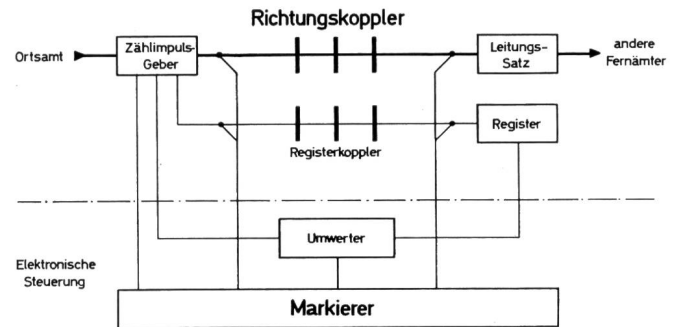 Richtungskoppler
Ortsamt
Zählimpuls-
Geber
Leitungs-
Satz
andere
Fernämter
Register
Registerkoppler
Umwerter
Elektronische
Steuerung
Markierer